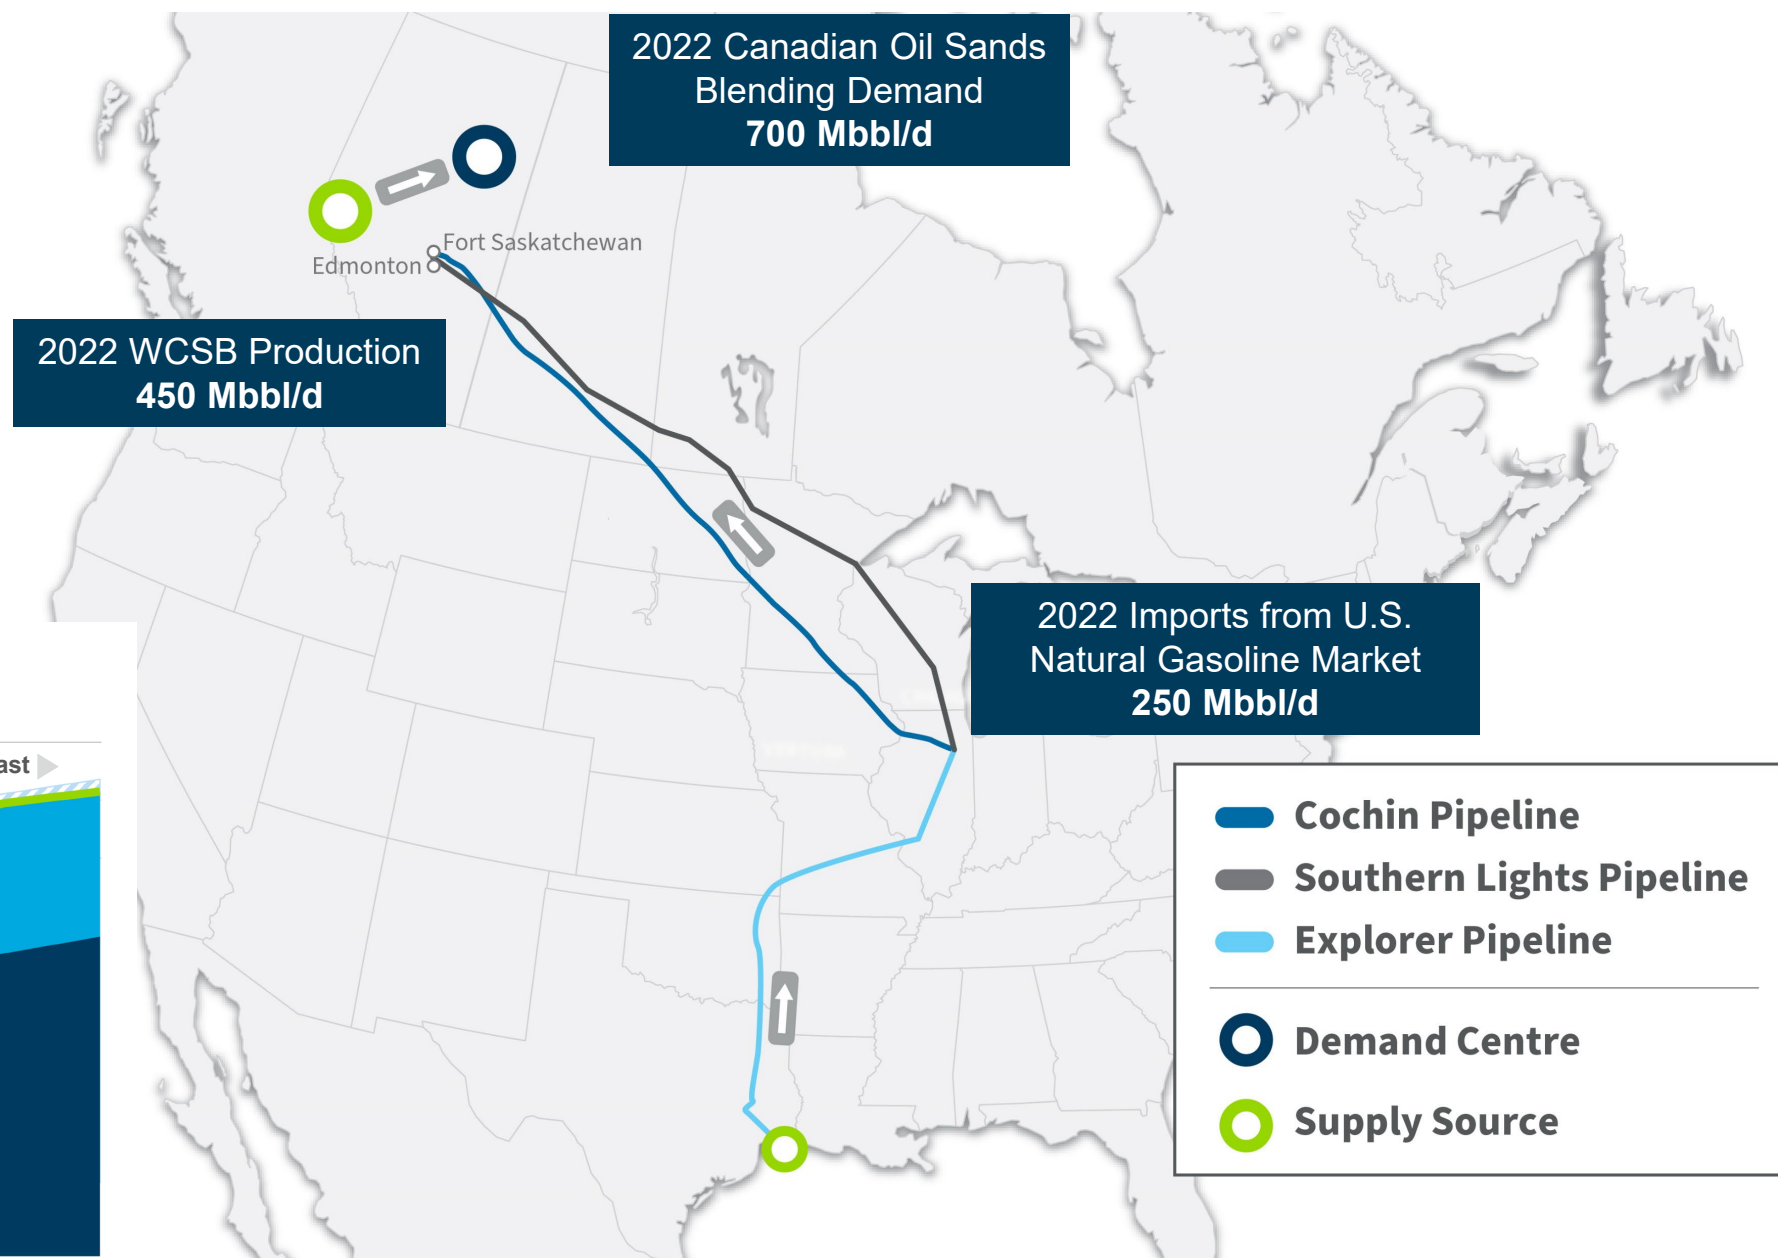 2022 Canadian Oil Sands
Blending Demand
700 Mbbl/d
Fort Saskatchewan
Edmonton
2022 WCSB Production
450 Mbbl/d
2022 Imports from U.S.
Natural Gasoline Market
250 Mbbl/d
Cochin Pipeline
Southern Lights Pipeline
Explorer Pipeline
Demand Centre
Supply Source